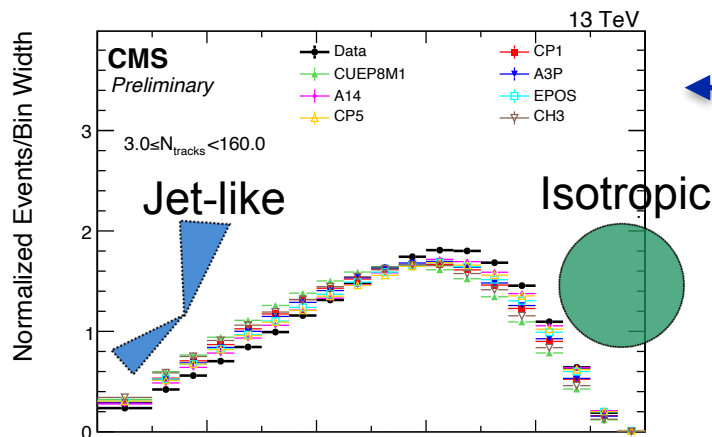 13 TeV
Normalized Events/Bin Width
CMS
Preliminary
Data
CUEP8M1
A14
CP5
CP1
A3P
EPOS
CH3
3.0≤N_tracks<160.0
Jet-like
Isotropic
3
2
1
0